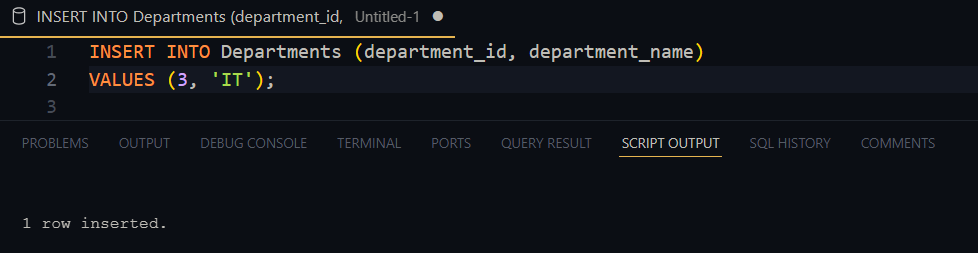 INSERT INTO Departments (department_id, Untitled-1
1 INSERT INTO Departments (department_id, department_name)
2 VALUES (3, 'IT');
3
PROBLEMS OUTPUT DEBUG CONSOLE TERMINAL PORTS QUERY RESULT SCRIPT OUTPUT SQL HISTORY COMMENTS
1 row inserted.